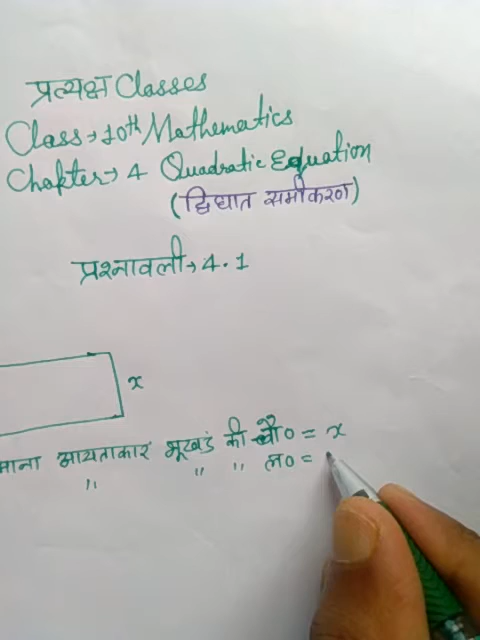 प्रत्यक्ष Classes
Class → 10th Mathematics
Chapter → 4 Quadratic Equation
(द्विघात समीकरण)
प्रश्नावली → 4.1
x
माना आयताकार भूखडं की चौ० = x
" " " ल० =